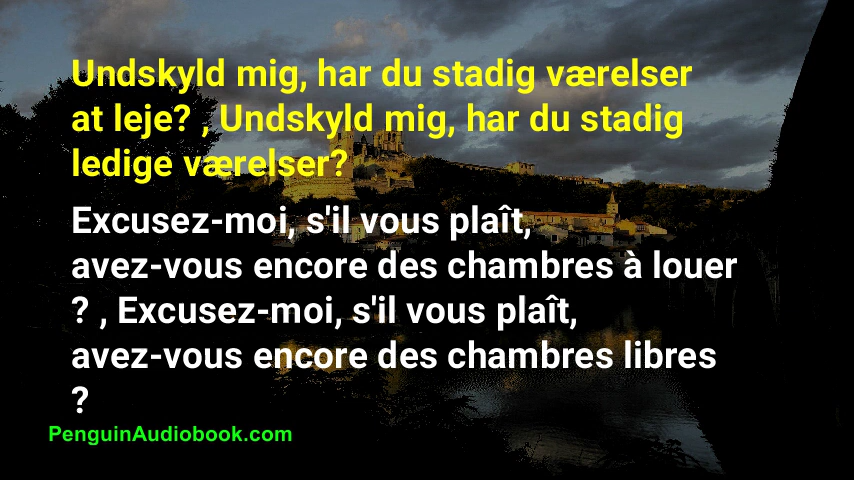 Undskyld mig, har du stadig værelser
at leje? , Undskyld mig, har du stadig
ledige værelser?
Excusez-moi, s'il vous plaît,
avez-vous encore des chambres à louer
? , Excusez-moi, s'il vous plaît,
avez-vous encore des chambres libres
?
PenguinAudiobook.com